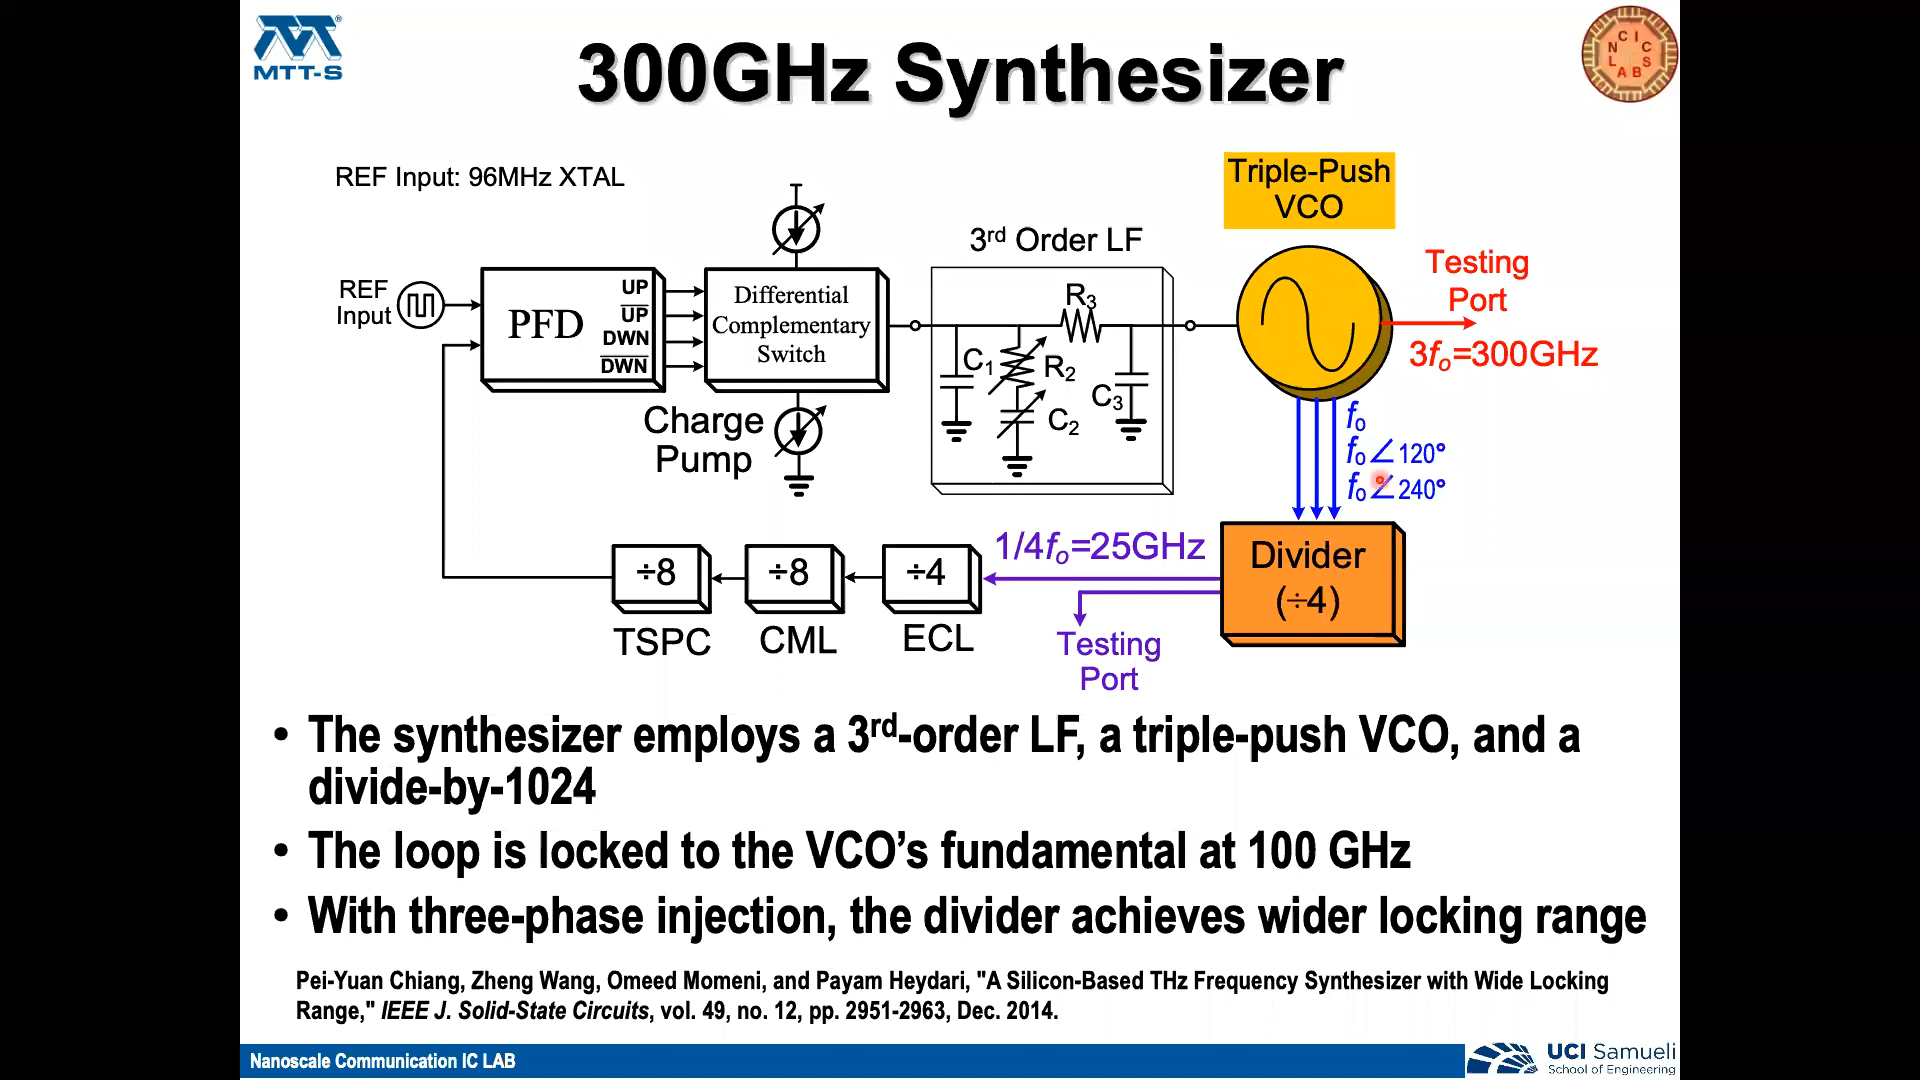 MTT-S
300GHz Synthesizer
CICS
NLABS
REF Input: 96MHz XTAL
Triple-Push
VCO
3rd Order LF
REF
Input
PFD
UP
UP
DWN
DWN
Differential
Complementary
Switch
Charge
Pump
C1
R2
C2
R3
C3
Testing
Port
3fo=300GHz
fo
fo∠120°
fo∠240°
÷8
÷8
÷4
1/4fo=25GHz
Divider
(÷4)
TSPC
CML
ECL
Testing
Port
• The synthesizer employs a 3rd-order LF, a triple-push VCO, and a
divide-by-1024
• The loop is locked to the VCO’s fundamental at 100 GHz
• With three-phase injection, the divider achieves wider locking range
Pei-Yuan Chiang, Zheng Wang, Omeed Momeni, and Payam Heydari, "A Silicon-Based THz Frequency Synthesizer with Wide Locking
Range," IEEE J. Solid-State Circuits, vol. 49, no. 12, pp. 2951-2963, Dec. 2014.
Nanoscale Communication IC LAB
UCI Samueli
School of Engineering